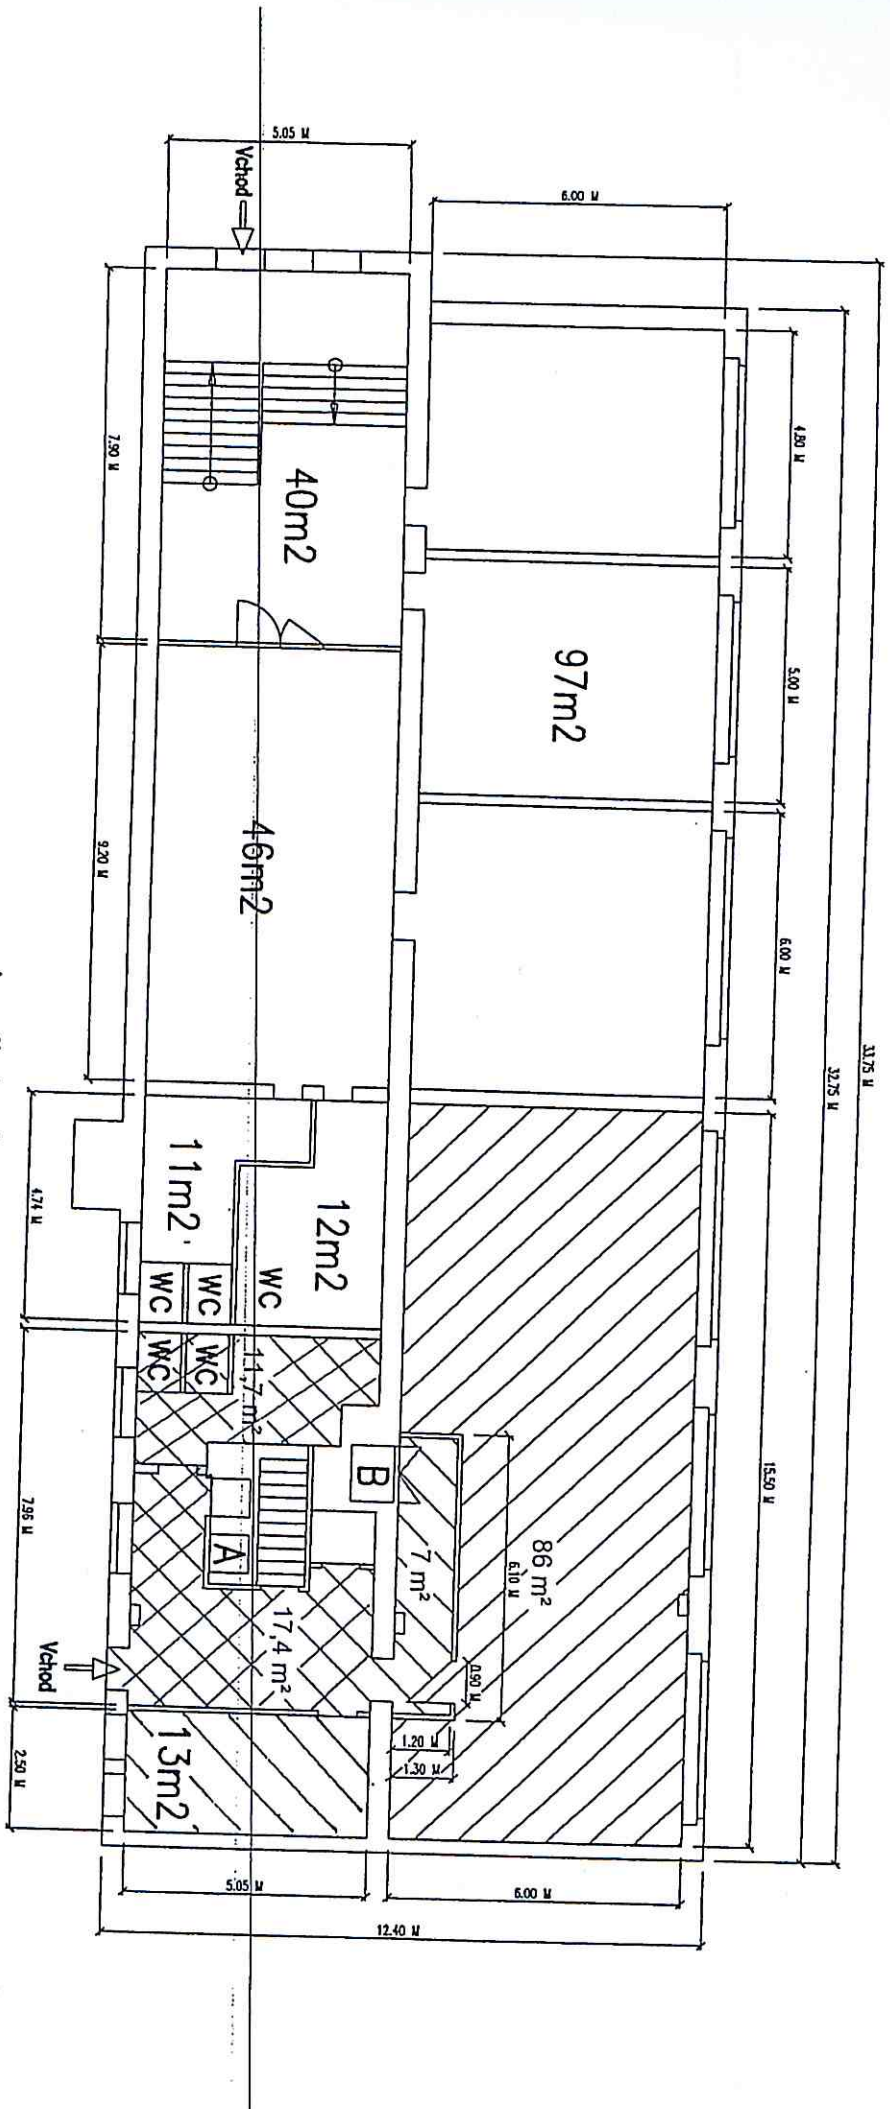 33.75 M
32.75 M
4.80 M
5.00 M
6.00 M
15.50 M
6.00 M
5.05 M
Vchod
97m2
86 m²
6.10 M
7 m²
0.90 M
1.20 M
1.30 M
40m2
46m2
12m2
WC
11m2
WC
WC
WC
WC
11,7 m²
B
A
17,4 m²
13m2
Vchod
7.90 M
9.20 M
4.74 M
7.96 M
2.50 M
5.05 M
6.00 M
12.40 M